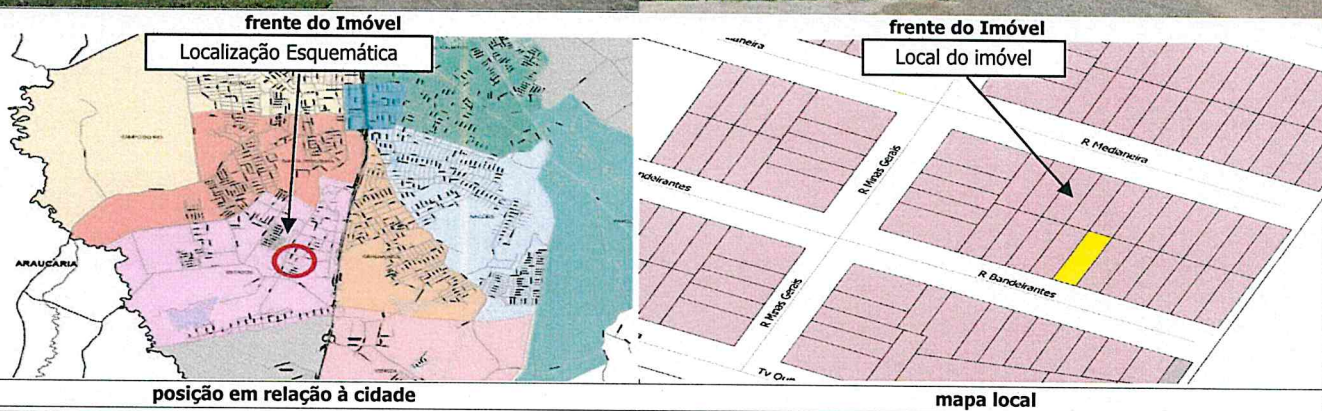 frente do Imóvel
frente do Imóvel
Localização Esquemática
Local do imóvel
ARAUCARIA
R Medianeira
R Minas Gerais
ndeirantes
R Bandeirantes
R Minas Gerais
posição em relação à cidade
mapa local